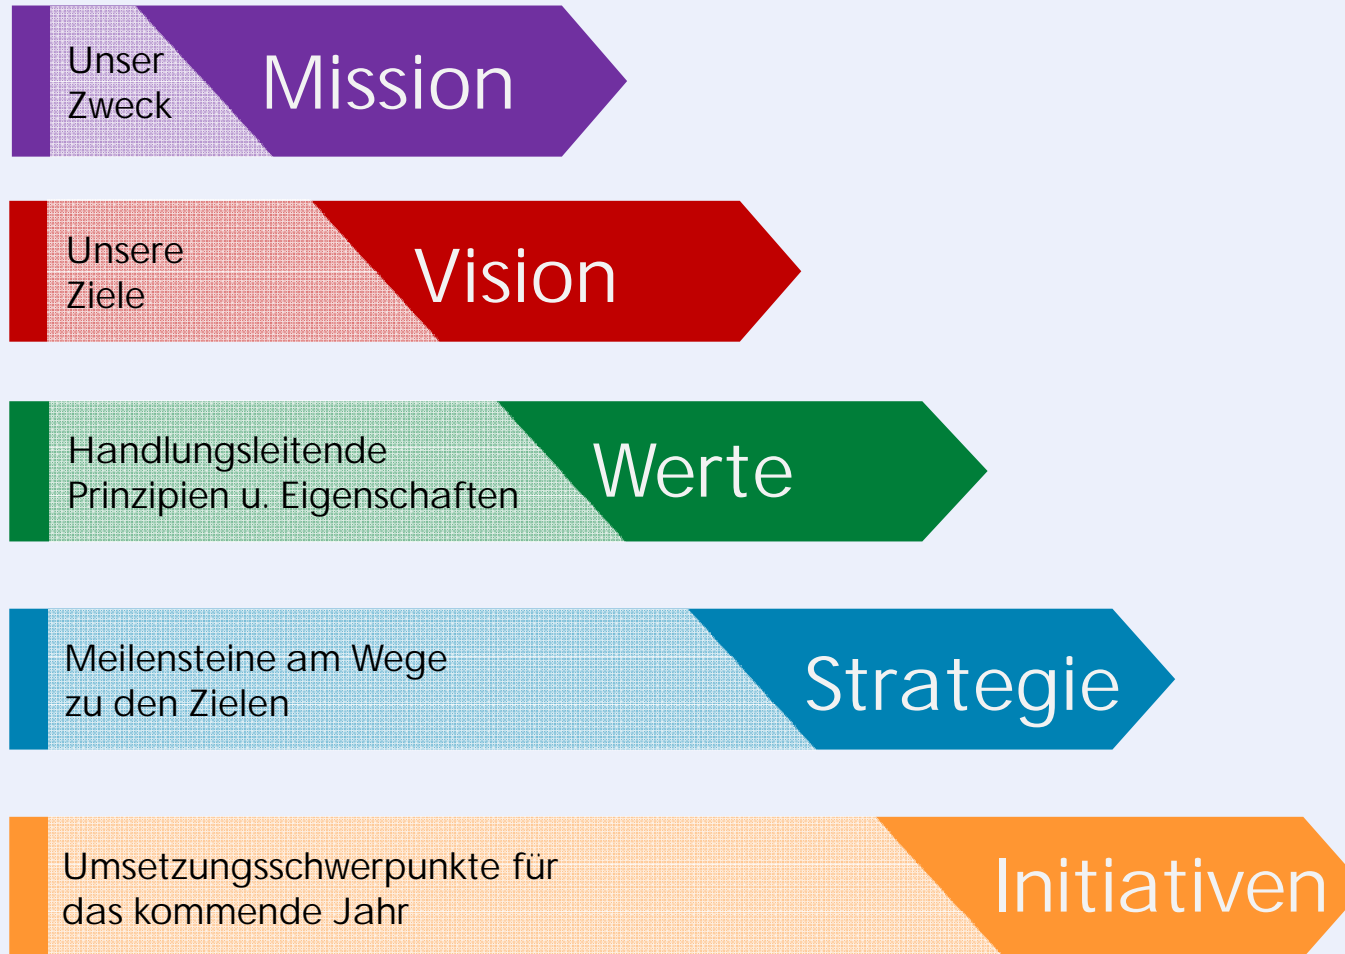 Unser
Zweck
Mission
Unsere
Ziele
Vision
Handlungsleitende
Prinzipien u. Eigenschaften
Werte
Meilensteine am Wege
zu den Zielen
Strategie
Umsetzungsschwerpunkte für
das kommende Jahr
Initiativen